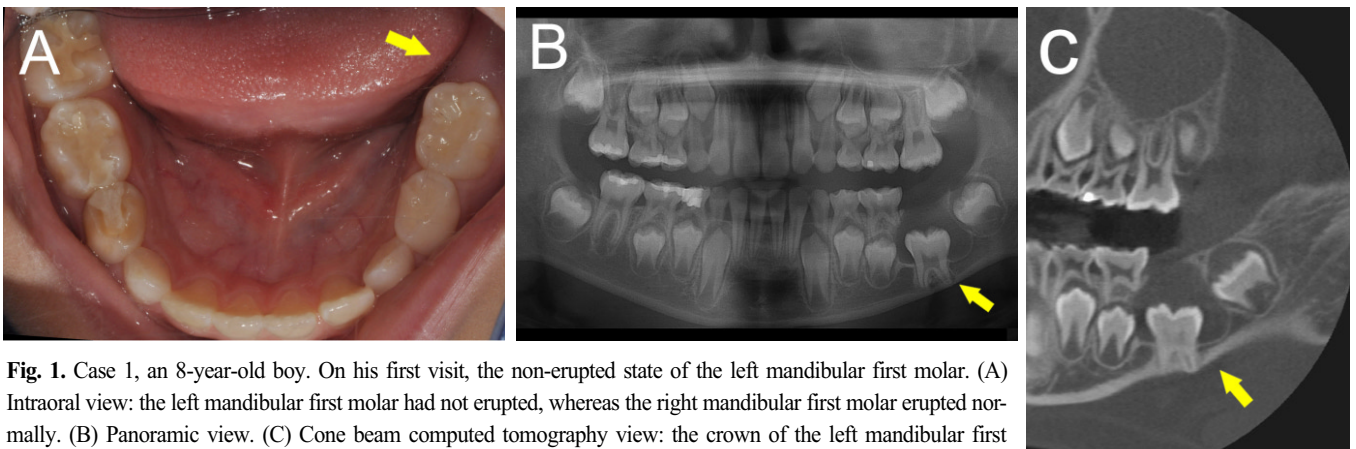 A
B
C
Fig. 1. Case 1, an 8-year-old boy. On his first visit, the non-erupted state of the left mandibular first molar. (A)
Intraoral view: the left mandibular first molar had not erupted, whereas the right mandibular first molar erupted nor-
mally. (B) Panoramic view. (C) Cone beam computed tomography view: the crown of the left mandibular first